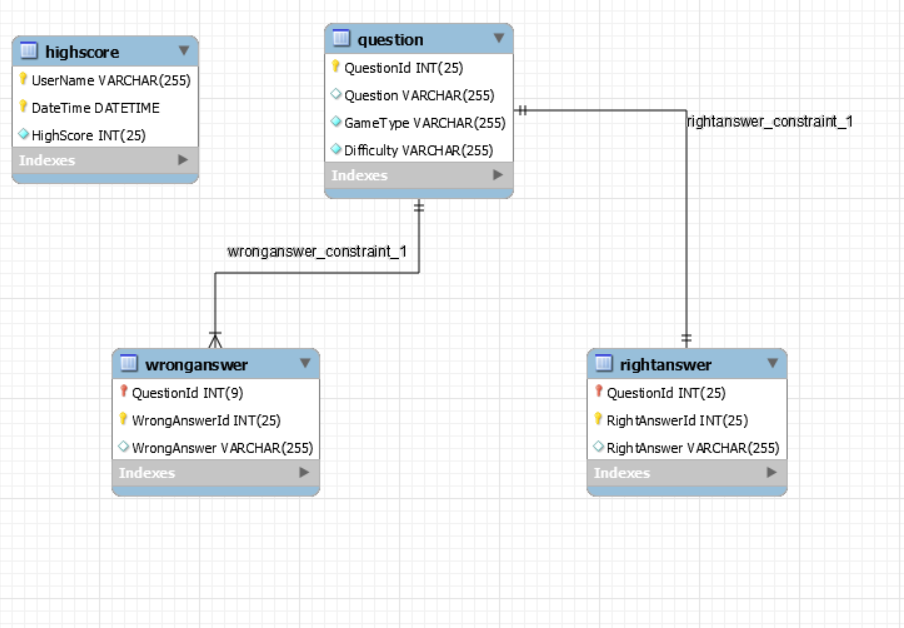 highscore
UserName VARCHAR(255)
DateTime DATETIME
HighScore INT(25)
Indexes
question
QuestionId INT(25)
Question VARCHAR(255)
GameType VARCHAR(255)
Difficulty VARCHAR(255)
Indexes
rightanswer_constraint_1
wronganswer_constraint_1
wronganswer
QuestionId INT(9)
WrongAnswerId INT(25)
WrongAnswer VARCHAR(255)
Indexes
rightanswer
QuestionId INT(25)
RightAnswerId INT(25)
RightAnswer VARCHAR(255)
Indexes